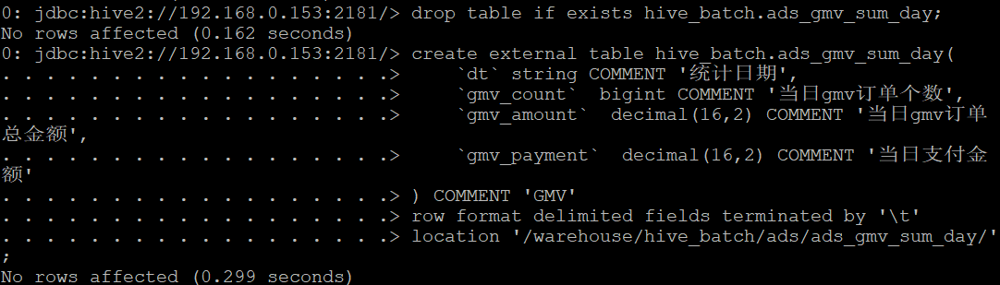 0: jdbc:hive2://192.168.0.153:2181/> drop table if exists hive_batch.ads_gmv_sum_day;
No rows affected (0.162 seconds)
0: jdbc:hive2://192.168.0.153:2181/> create external table hive_batch.ads_gmv_sum_day(
. . . . . . . . . . . . . . . . . .>     `dt` string COMMENT '统计日期',
. . . . . . . . . . . . . . . . . .>     `gmv_count`  bigint COMMENT '当日gmv订单个数',
. . . . . . . . . . . . . . . . . .>     `gmv_amount`  decimal(16,2) COMMENT '当日gmv订单
总金额',
. . . . . . . . . . . . . . . . . .>     `gmv_payment`  decimal(16,2) COMMENT '当日支付金
额'
. . . . . . . . . . . . . . . . . .> ) COMMENT 'GMV'
. . . . . . . . . . . . . . . . . .> row format delimited fields terminated by '\t'
. . . . . . . . . . . . . . . . . .> location '/warehouse/hive_batch/ads/ads_gmv_sum_day/'
;
No rows affected (0.299 seconds)